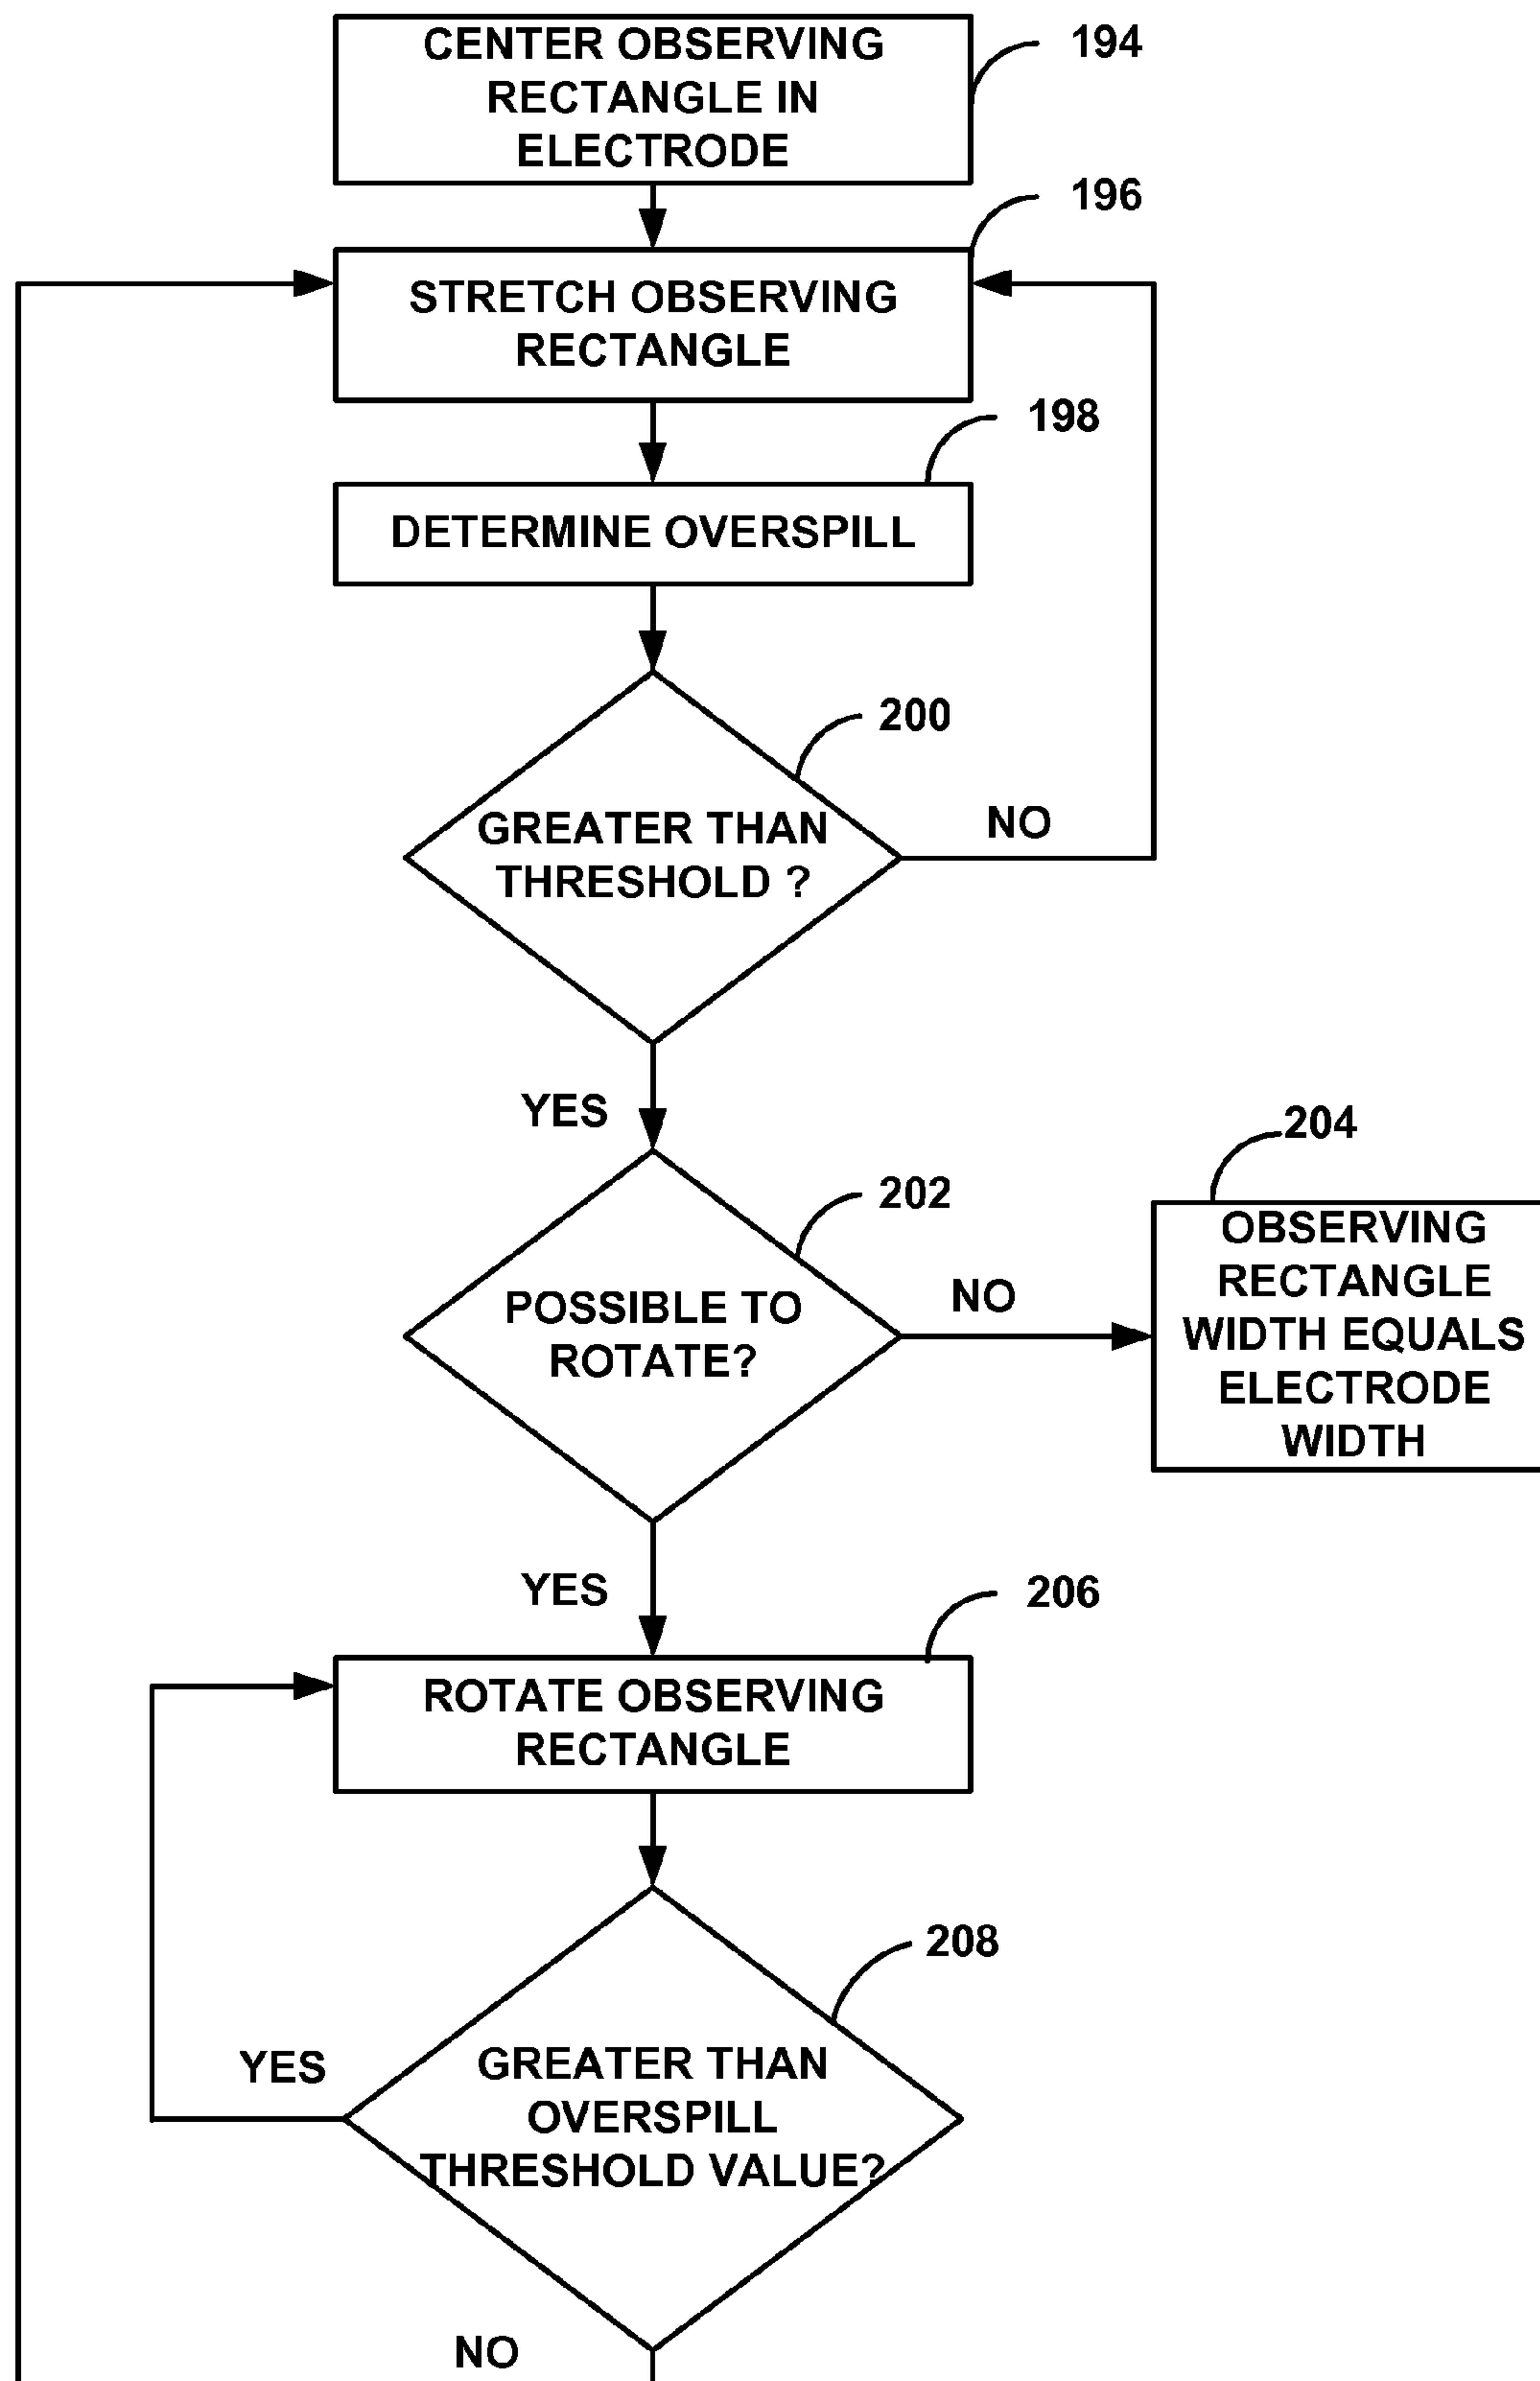 CENTER OBSERVING
RECTANGLE IN
ELECTRODE
194
196
STRETCH OBSERVING
RECTANGLE
198
DETERMINE OVERSPILL
200
GREATER THAN
THRESHOLD ?
NO
YES
202
204
POSSIBLE TO
ROTATE?
NO
OBSERVING
RECTANGLE
WIDTH EQUALS
ELECTRODE
WIDTH
YES
206
ROTATE OBSERVING
RECTANGLE
208
YES
GREATER THAN
OVERSPILL
THRESHOLD VALUE?
NO